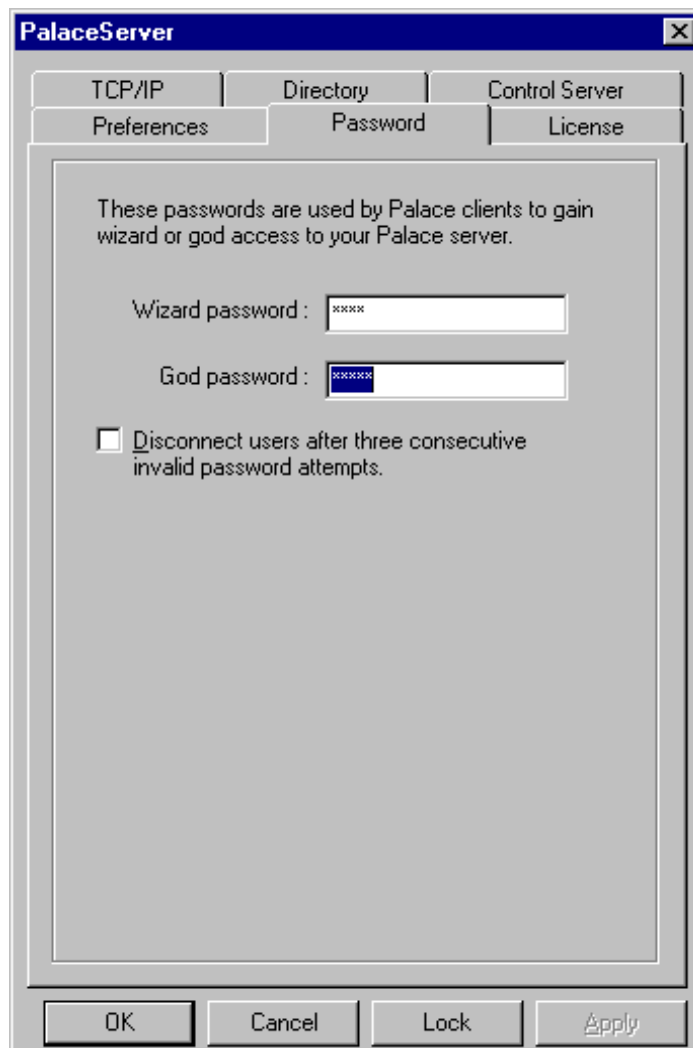 PalaceServer
TCP/IP
Directory
Control Server
Preferences
Password
License
These passwords are used by Palace clients to gain
wizard or god access to your Palace server.
Wizard password :
****
God password :
*****
Disconnect users after three consecutive
invalid password attempts.
OK
Cancel
Lock
Apply